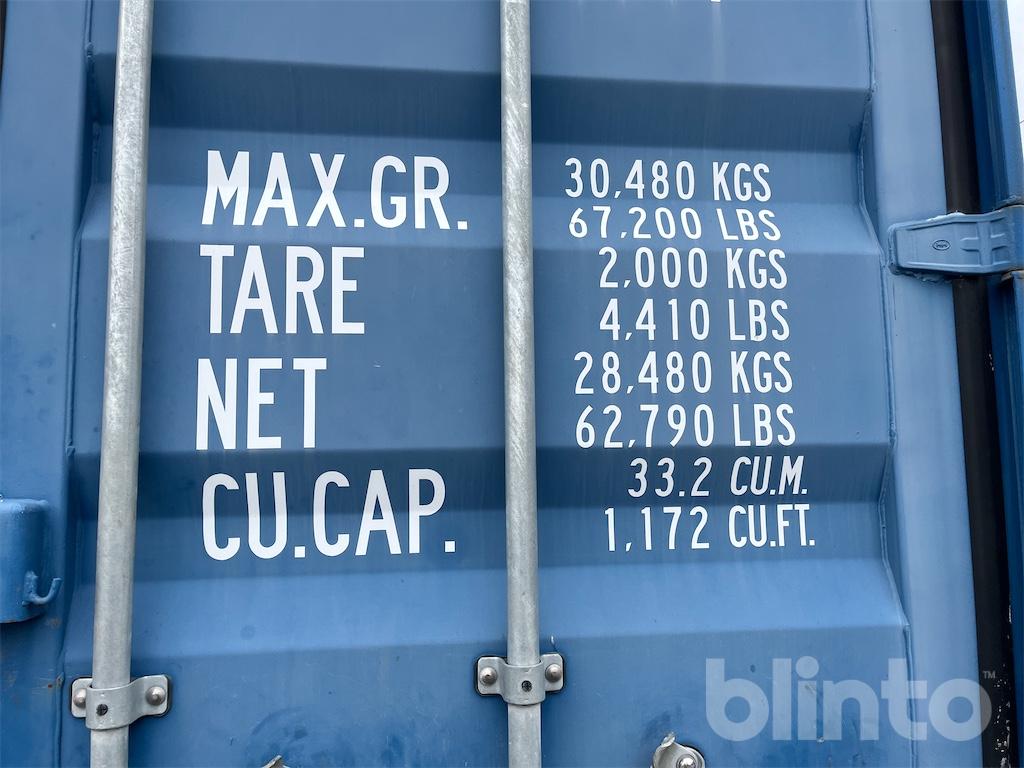 MAX.GR. 30,480 KGS
67,200 LBS
TARE 2,000 KGS
4,410 LBS
NET 28,480 KGS
62,790 LBS
CU.CAP. 33.2 CU.M.
1,172 CU.FT.
blinto™